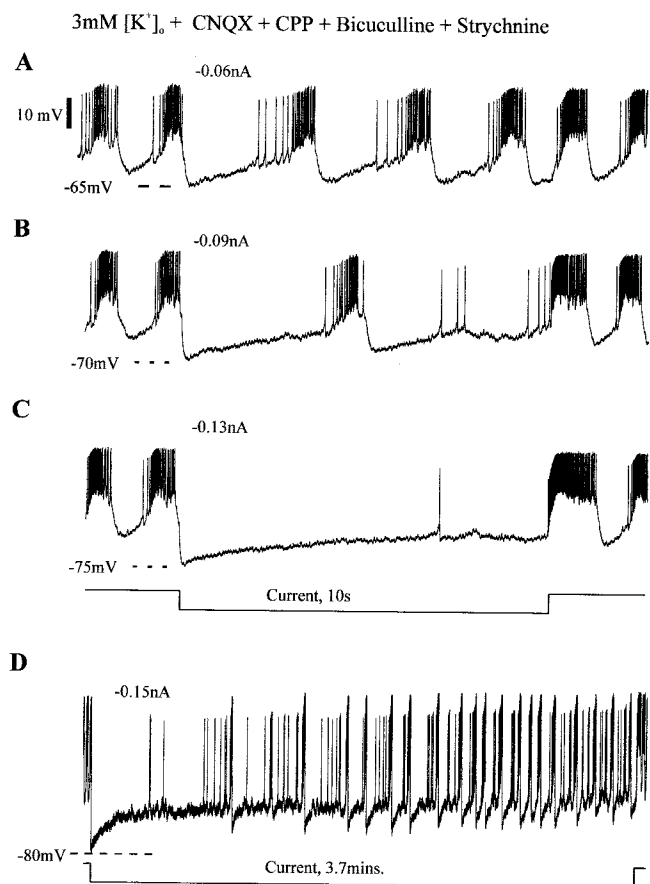 3mM [K⁺]ₒ + CNQX + CPP + Bicuculline + Strychnine
A
-0.06nA
10 mV
-65mV
B
-0.09nA
-70mV
C
-0.13nA
-75mV
Current, 10s
D
-0.15nA
-80mV
Current, 3.7mins.